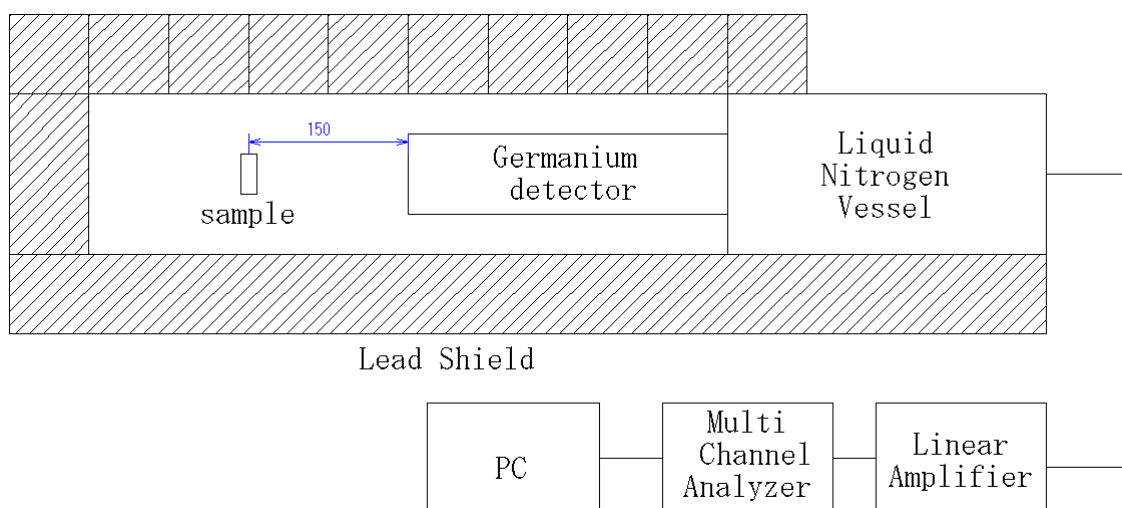 150
Germanium
detector
Liquid
Nitrogen
Vessel
sample
Lead Shield
PC
Multi
Channel
Analyzer
Linear
Amplifier